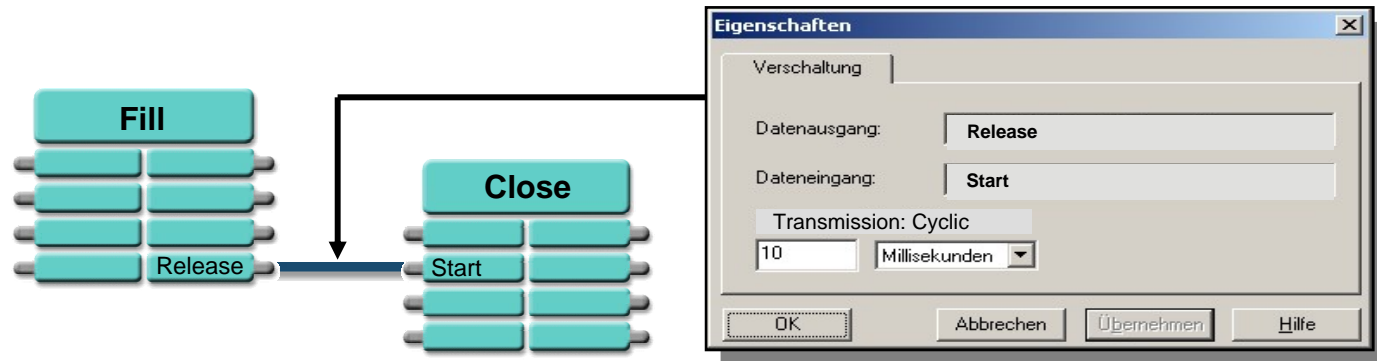 Fill
Release
Close
Start
Eigenschaften
Verschaltung
Datenausgang: Release
Dateneingang: Start
Transmission: Cyclic
10 Millisekunden
OK Abbrechen Übernehmen Hilfe